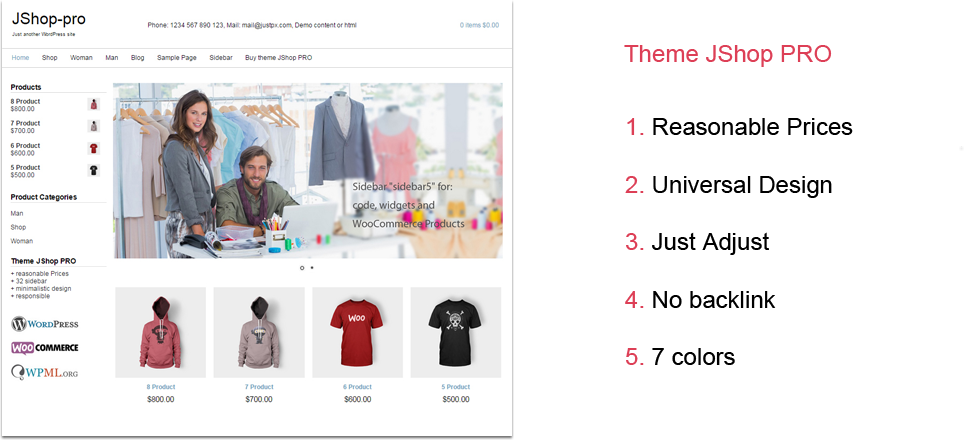 JShop-pro
Just another WordPress site
Phone: 1234 567 890 123, Mail: mail@justpx.com, Demo content or html
0 items $0.00
Home Shop Woman Man Blog Sample Page Sidebar Buy theme JShop PRO
Products
8 Product
$800.00
7 Product
$700.00
6 Product
$600.00
5 Product
$500.00
Product Categories
Man
Shop
Woman
Theme JShop PRO
+ reasonable Prices
+ 32 sidebar
+ minimalistic design
+ responsible
WORDPRESS
WOO COMMERCE
WPML.ORG
Sidebar "sidebar5" for:
code, widgets and
WooCommerce Products
WOO
8 Product
$800.00
7 Product
$700.00
6 Product
$600.00
5 Product
$500.00
Theme JShop PRO
1. Reasonable Prices
2. Universal Design
3. Just Adjust
4. No backlink
5. 7 colors